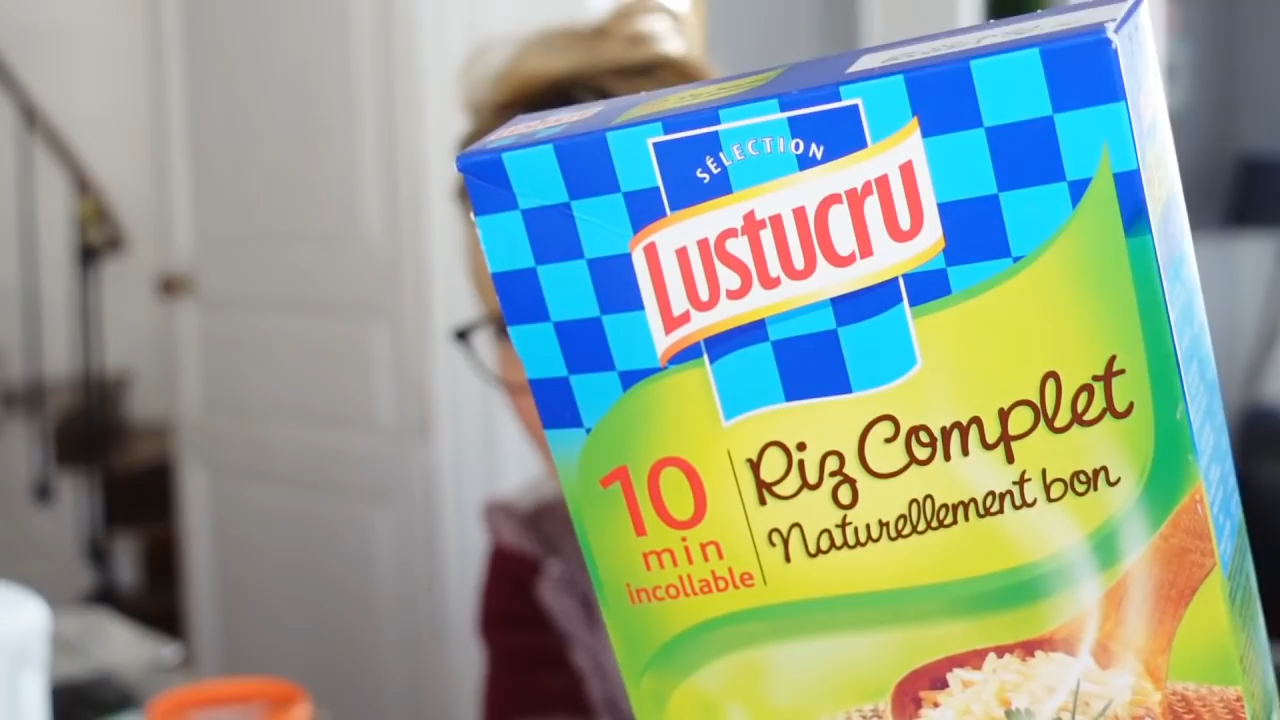 SÉLECTION
LUSTUCRU
10
min
incollable
Riz Complet
Naturellement bon